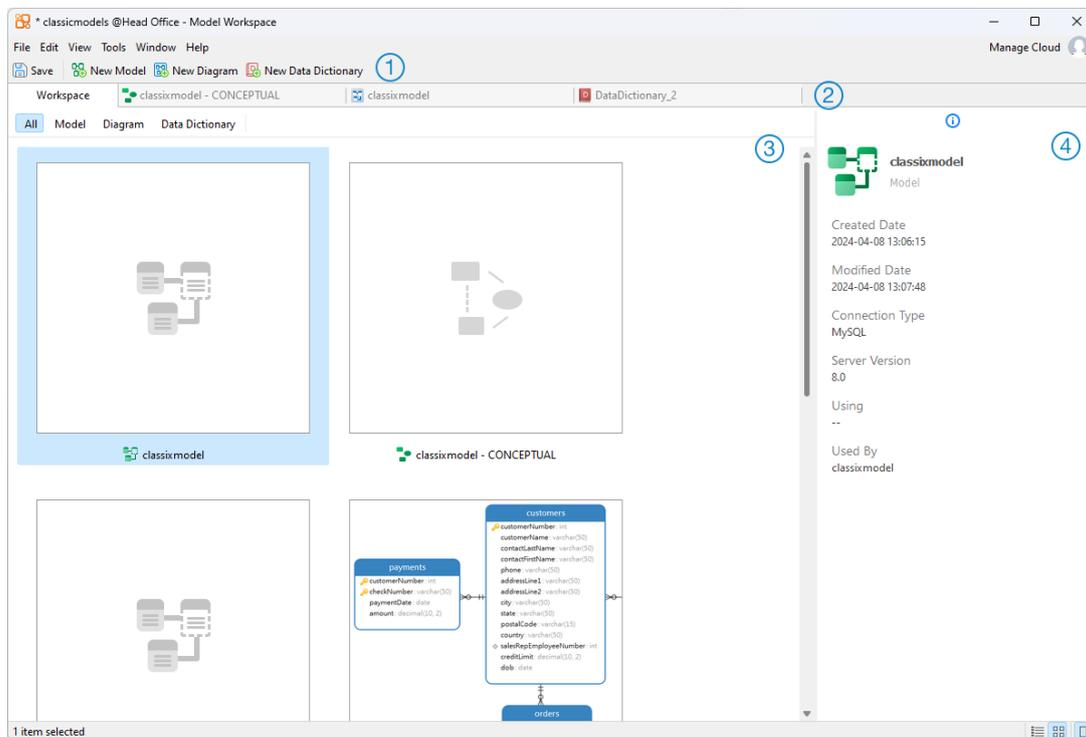 * classicmodels @Head Office - Model Workspace
File Edit View Tools Window Help Manage Cloud
Save New Model New Diagram New Data Dictionary 1
Workspace classixmodel - CONCEPTUAL classixmodel DataDictionary_2 2
All Model Diagram Data Dictionary
3
4
classixmodel
Model
Created Date
2024-04-08 13:06:15
Modified Date
2024-04-08 13:07:48
Connection Type
MySQL
Server Version
8.0
Using
--
Used By
classixmodel
classixmodel
classixmodel - CONCEPTUAL
payments
customerNumber: int
checkNumber: varchar(50)
paymentDate: date
amount: decimal(10, 2)
customers
customerNumber: int
customerName: varchar(50)
contactLastName: varchar(50)
contactFirstName: varchar(50)
phone: varchar(50)
addressLine1: varchar(50)
addressLine2: varchar(50)
city: varchar(50)
state: varchar(50)
postalCode: varchar(15)
country: varchar(50)
salesRepEmployeeNumber: int
creditLimit: decimal(10, 2)
dob: date
orders
1 item selected